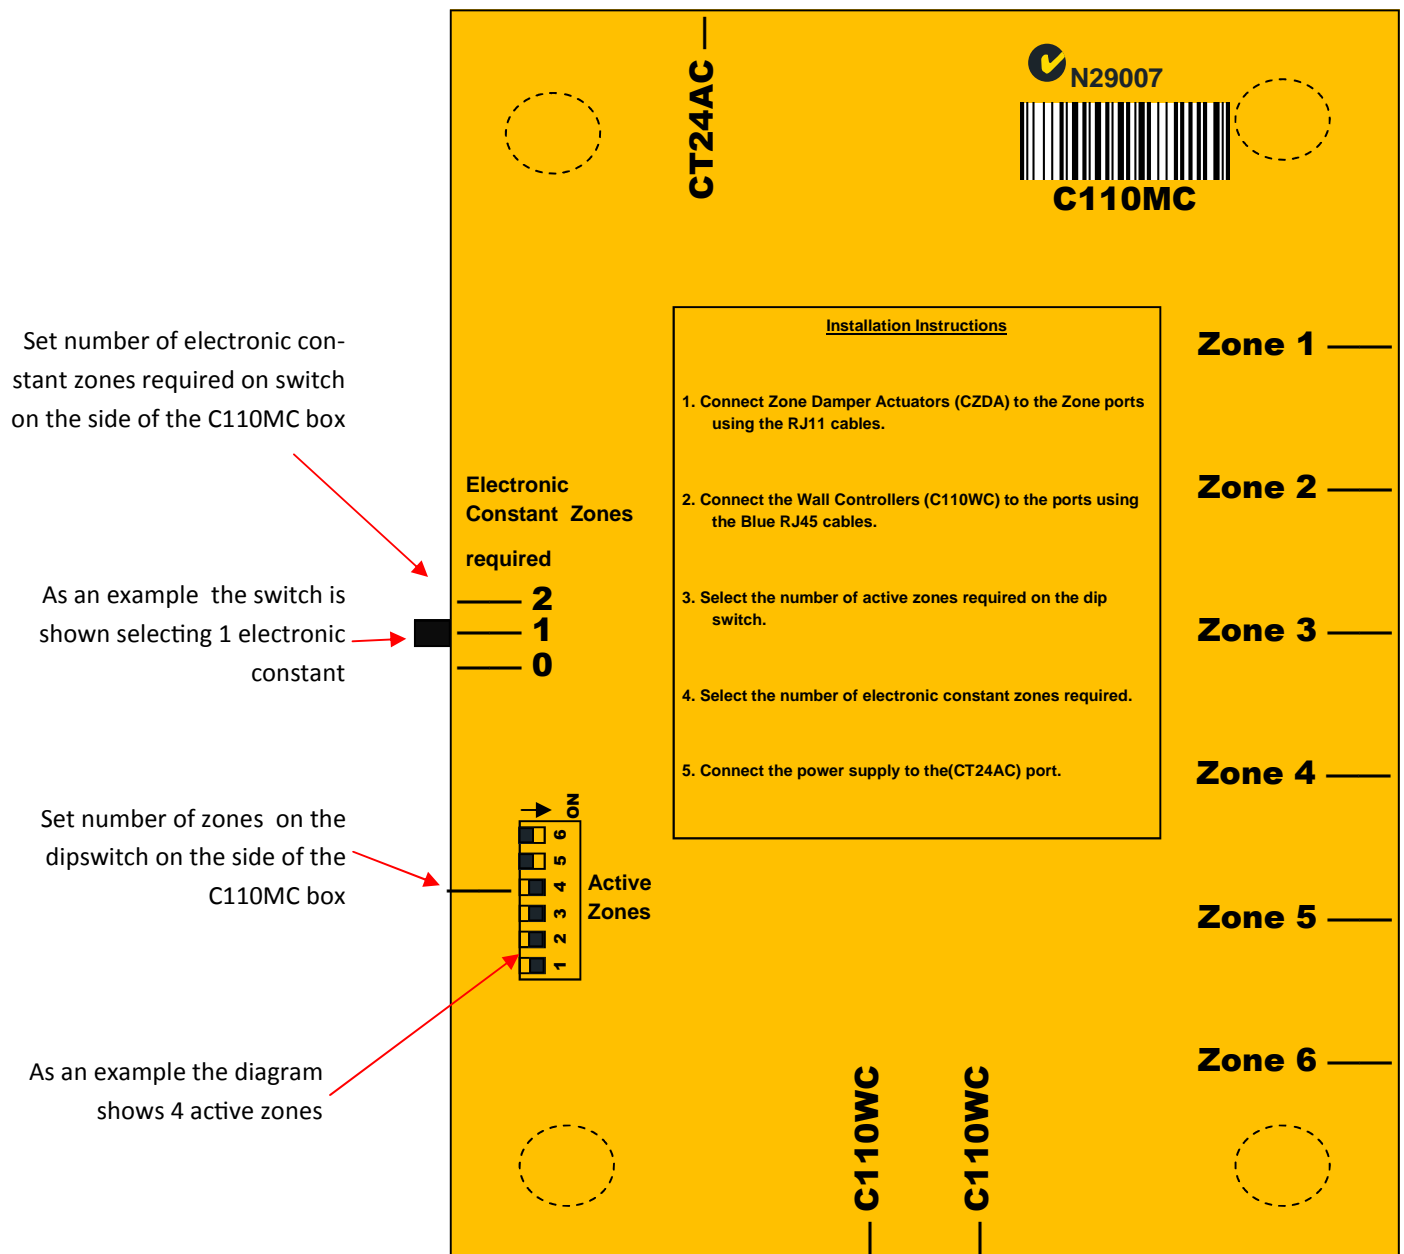 CT24AC
N29007
C110MC
Set number of electronic con-
stant zones required on switch
on the side of the C110MC box
As an example  the switch is
shown selecting 1 electronic
constant
Set number of zones  on the
dipswitch on the side of the
C110MC box
As an example the diagram
shows 4 active zones
Electronic
Constant  Zones
required
2
1
0
ON
6
5
4
3
2
1
Active
Zones
Installation Instructions
1. Connect Zone Damper Actuators (CZDA) to the Zone ports
using the RJ11 cables.
2. Connect the Wall Controllers (C110WC) to the ports using
the Blue RJ45 cables.
3. Select the number of active zones required on the dip
switch.
4. Select the number of electronic constant zones required.
5. Connect the power supply to the(CT24AC) port.
Zone 1
Zone 2
Zone 3
Zone 4
Zone 5
Zone 6
C110WC
C110WC